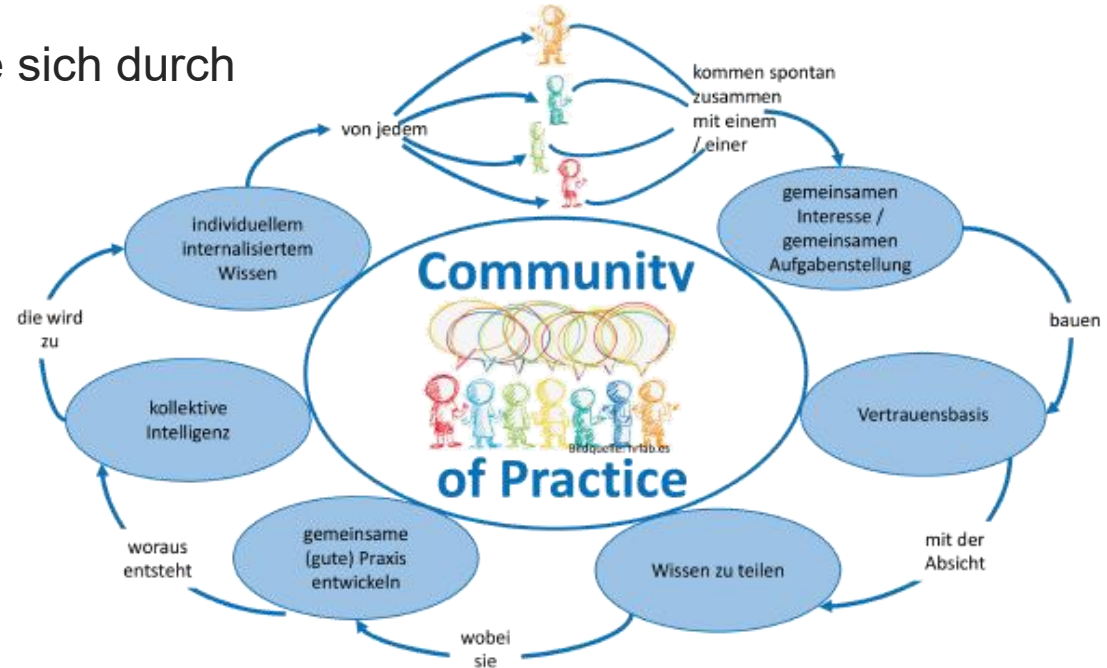 e sich durch
von jedem
kommen spontan
zusammen
mit einem
/ einer
gemeinsamen
Interesse /
gemeinsamen
Aufgabenstellung
bauen
Vertrauensbasis
mit der
Absicht
Wissen zu teilen
wobei
sie
gemeinsame
(gute) Praxis
entwickeln
woraus
entsteht
kollektive
Intelligenz
die wird
zu
individuellem
internalisiertem
Wissen
Community
of Practice
Bildquelle: